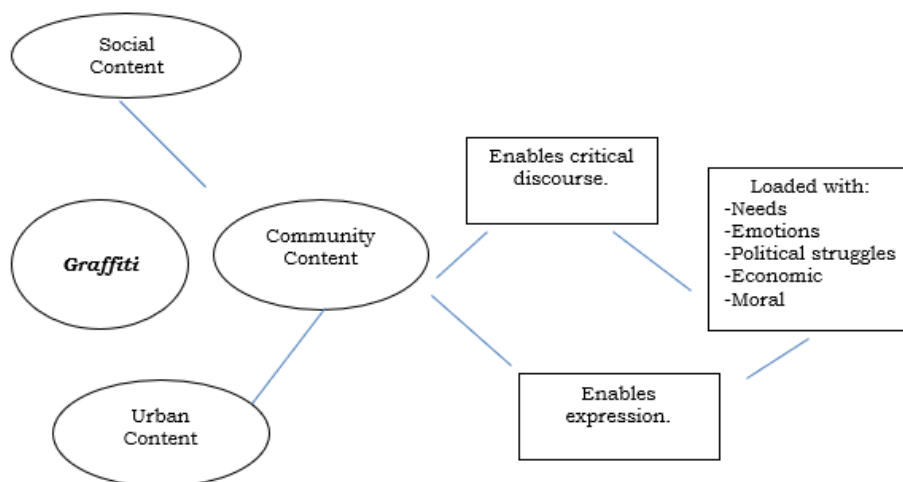 Social
Content
Graffiti
Community
Content
Urban
Content
Enables critical
discourse.
Enables
expression.
Loaded with:
-Needs
-Emotions
-Political struggles
-Economic
-Moral